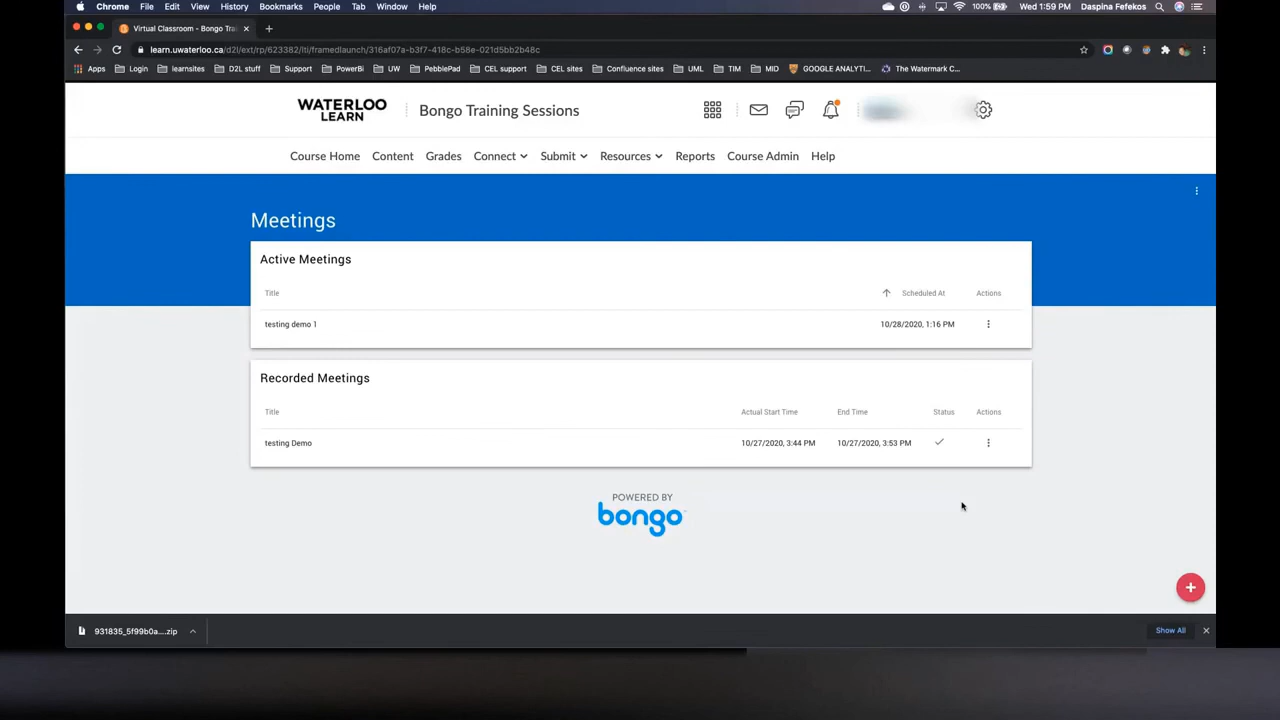 Chrome File Edit View History Bookmarks People Tab Window Help 100% Wed 1:59 PM Daspina Fefekos
Virtual Classroom - Bongo Tra
learn.uwaterloo.ca/d2l/ext/rp/623382/lti/framedlaunch/316af07a-b3f7-418c-b58e-021d5bb2b48c
Apps Login learnsites D2L stuff Support PowerBi UW PebblePad CEL support CEL sites Confluence sites UML TIM MID GOOGLE ANALYTI... The Watermark C...
WATERLOO
LEARN
Bongo Training Sessions
Course Home Content Grades Connect Submit Resources Reports Course Admin Help
Meetings
Active Meetings
Title Scheduled At Actions
testing demo 1 10/28/2020, 1:16 PM
Recorded Meetings
Title Actual Start Time End Time Status Actions
testing Demo 10/27/2020, 3:44 PM 10/27/2020, 3:53 PM
POWERED BY
bongo
931835_5f99b0a....zip Show All